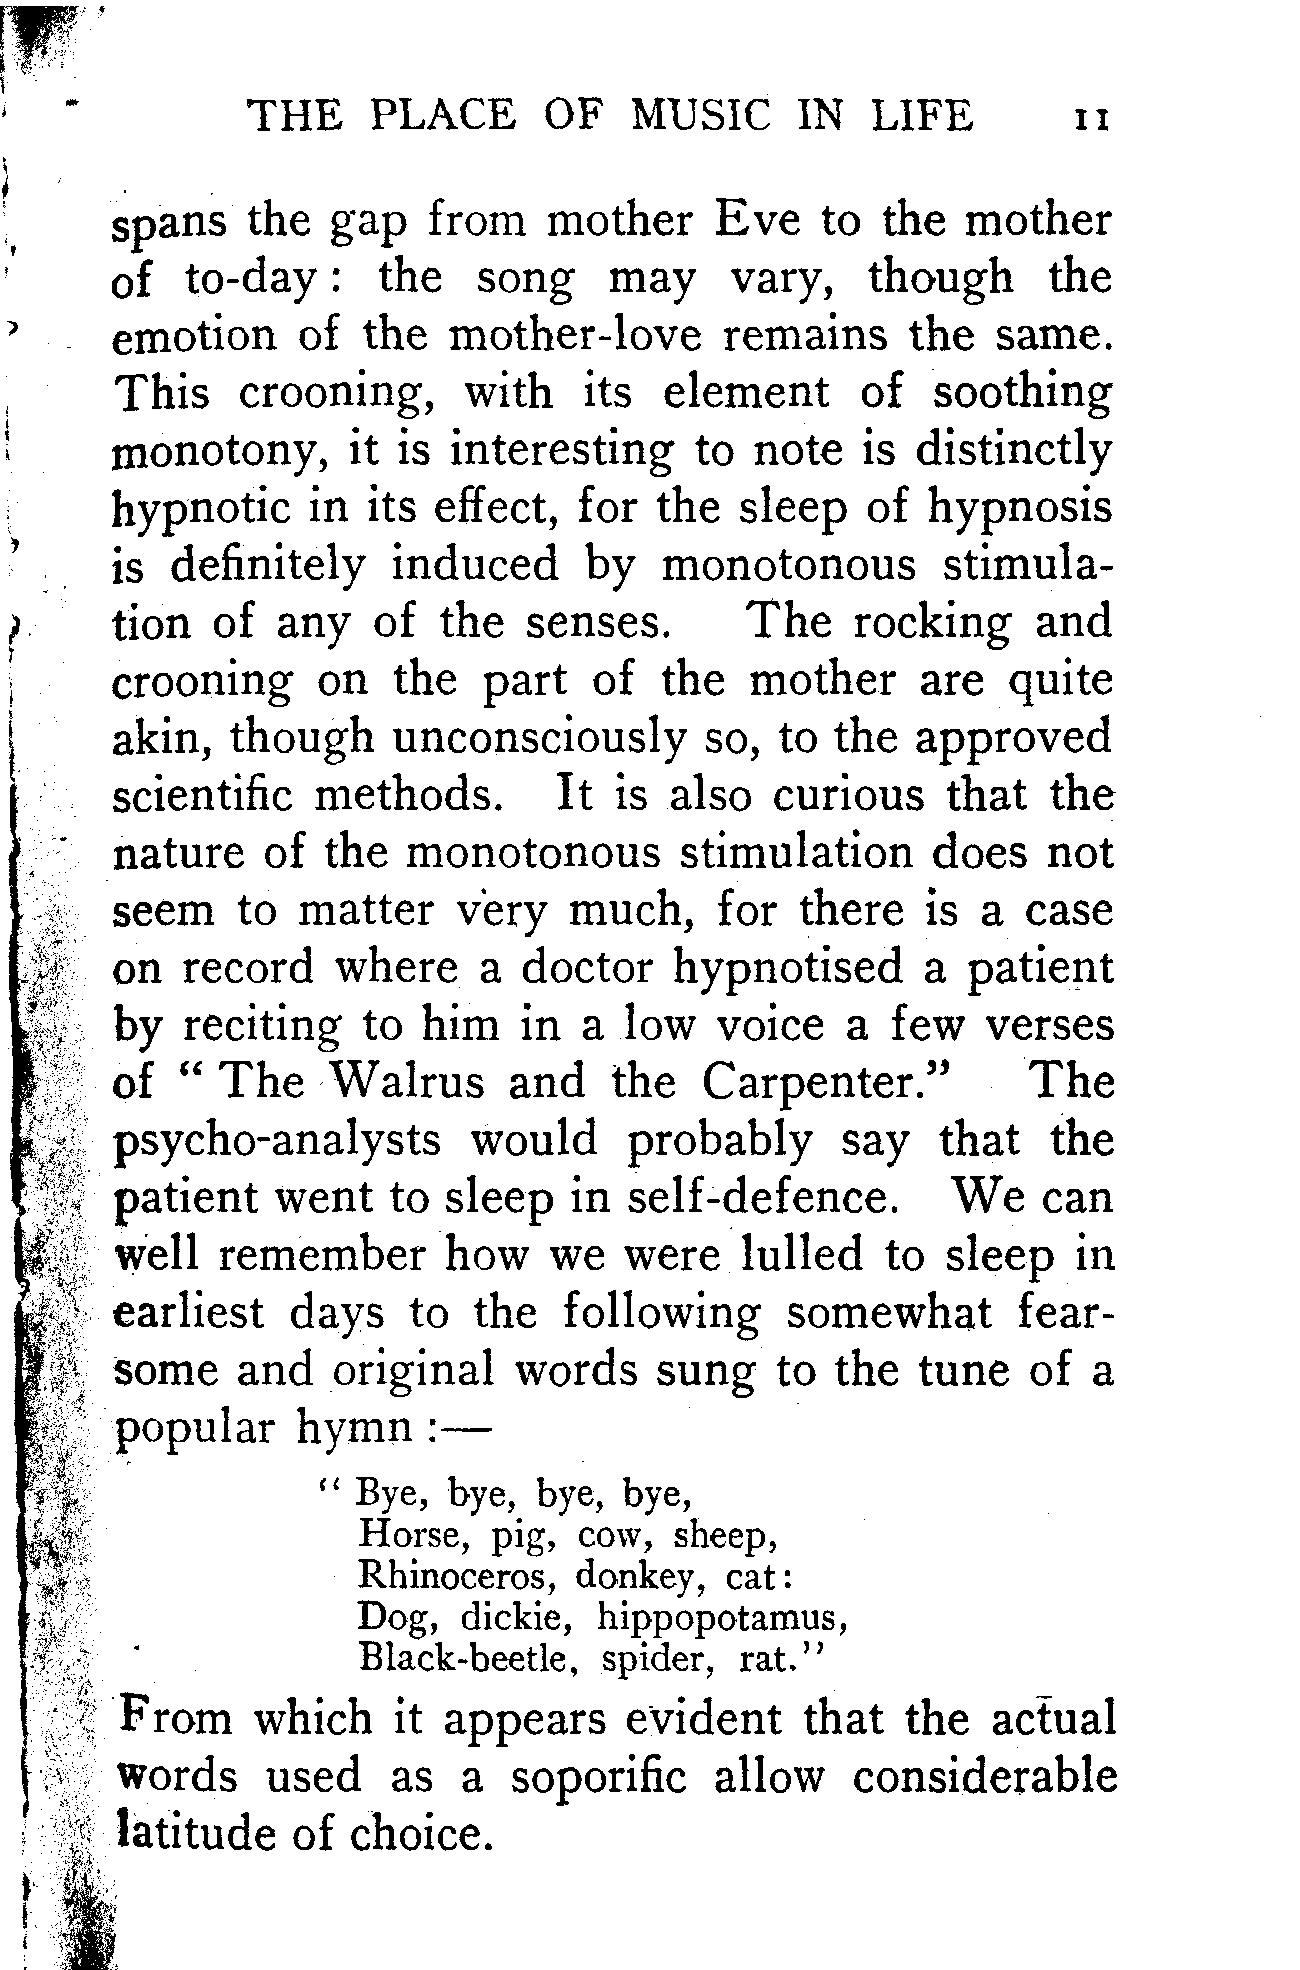 THE PLACE OF MUSIC IN LIFE 11
spans the gap from mother Eve to the mother
of to-day : the song may vary, though the
emotion of the mother-love remains the same.
This crooning, with its element of soothing
monotony, it is interesting to note is distinctly
hypnotic in its effect, for the sleep of hypnosis
is definitely induced by monotonous stimula-
tion of any of the senses. The rocking and
crooning on the part of the mother are quite
akin, though unconsciously so, to the approved
scientific methods. It is also curious that the
nature of the monotonous stimulation does not
seem to matter very much, for there is a case
on record where a doctor hypnotised a patient
by reciting to him in a low voice a few verses
of “ The Walrus and the Carpenter.” The
psycho-analysts would probably say that the
patient went to sleep in self-defence. We can
well remember how we were lulled to sleep in
earliest days to the following somewhat fear-
some and original words sung to the tune of a
popular hymn :—
“ Bye, bye, bye, bye,
Horse, pig, cow, sheep,
Rhinoceros, donkey, cat :
Dog, dickie, hippopotamus,
Black-beetle, spider, rat.”
From which it appears evident that the actual
words used as a soporific allow considerable
latitude of choice.